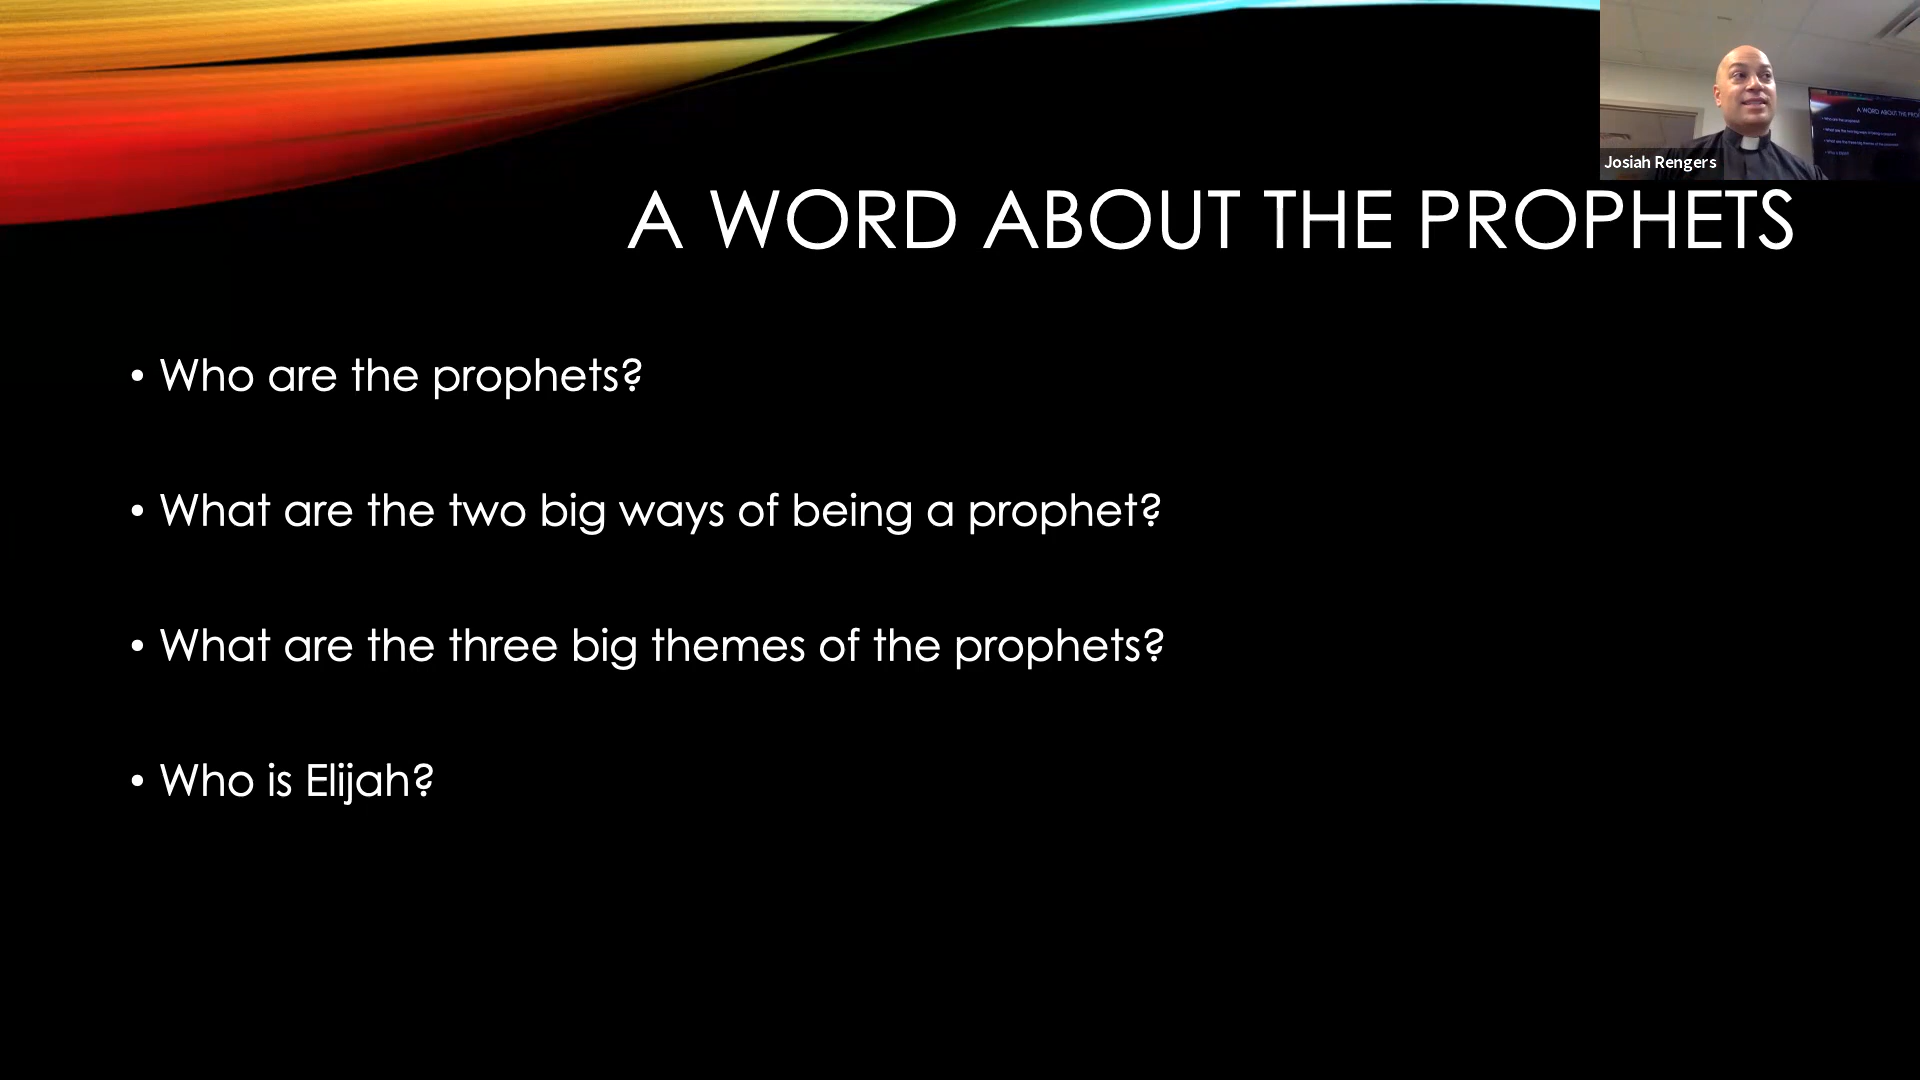 Josiah Rengers
A WORD ABOUT THE PROPHETS
• Who are the prophets?
• What are the two big ways of being a prophet?
• What are the three big themes of the prophets?
• Who is Elijah?